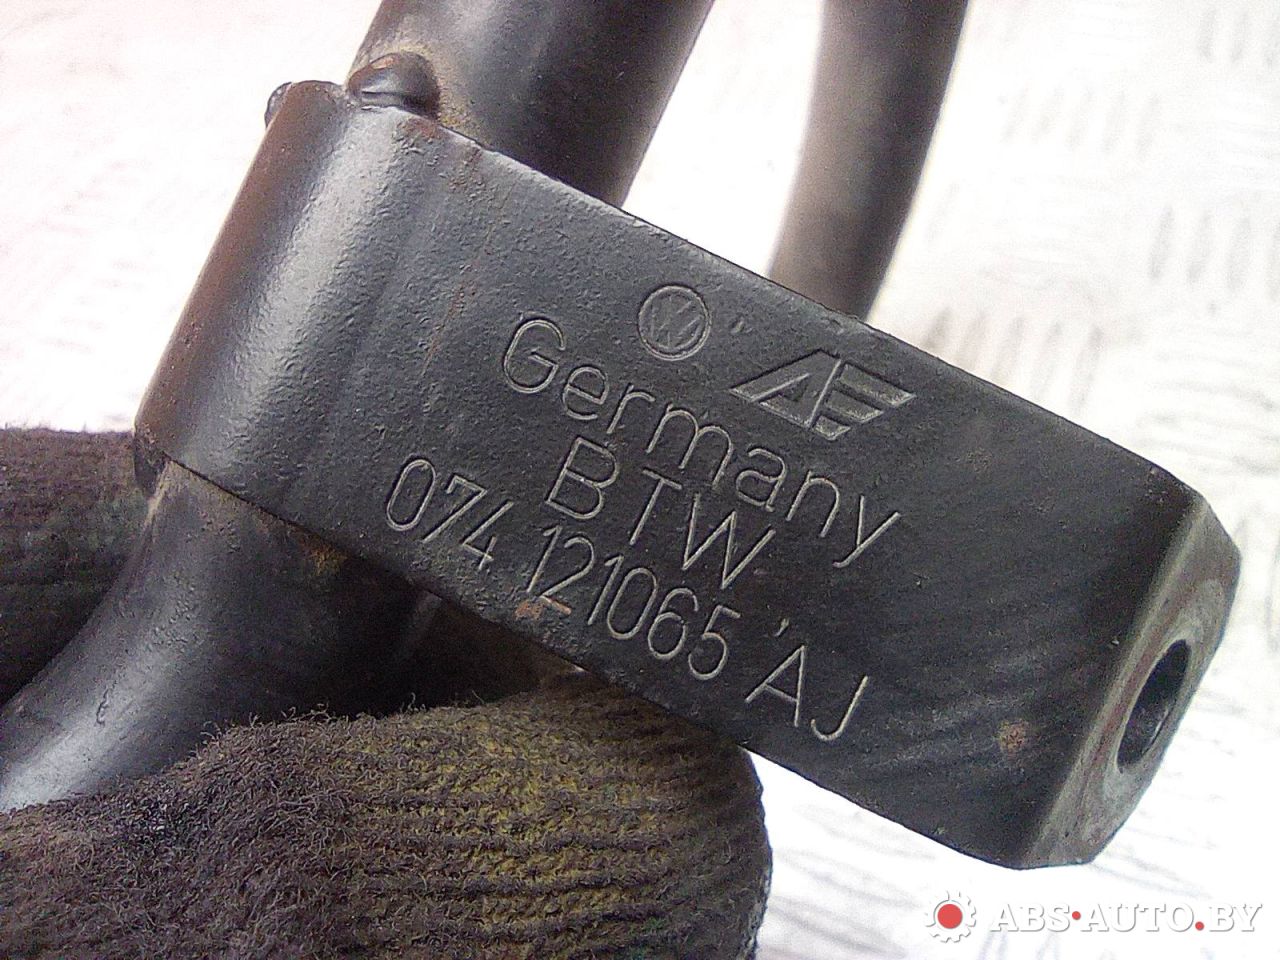 Germany
BTW
074 121065 AJ
ABS-AUTO.BY